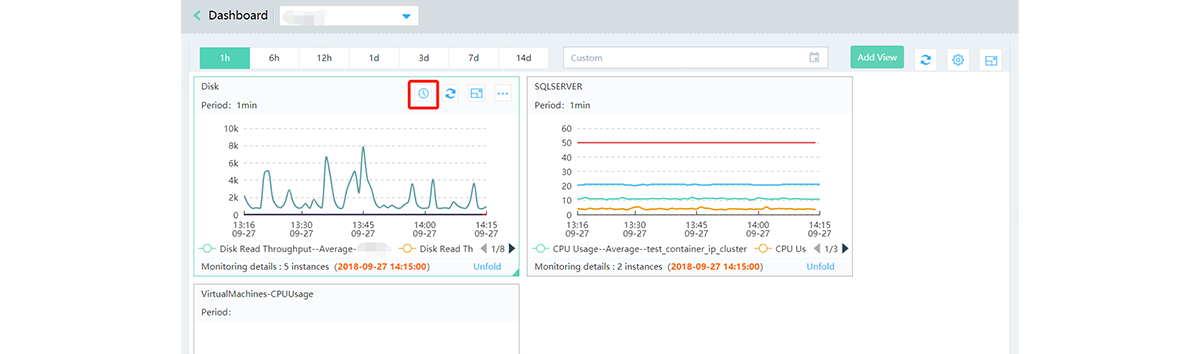 Dashboard
1h 6h 12h 1d 3d 7d 14d Custom Add View
Disk
Period: 1min
10k
8k
6k
4k
2k
0
13:16 13:30 13:45 14:00 14:15
09-27 09-27 09-27 09-27 09-27
Disk Read Throughput--Average- Disk Read Th 1/8
Monitoring details : 5 instances (2018-09-27 14:15:00) Unfold
SQLSERVER
Period: 1min
60
50
40
30
20
10
0
13:16 13:30 13:45 14:00 14:15
09-27 09-27 09-27 09-27 09-27
CPU Usage--Average--test_container_ip_cluster CPU Us 1/3
Monitoring details : 2 instances (2018-09-27 14:15:00) Unfold
VirtualMachines-CPUUsage
Period: